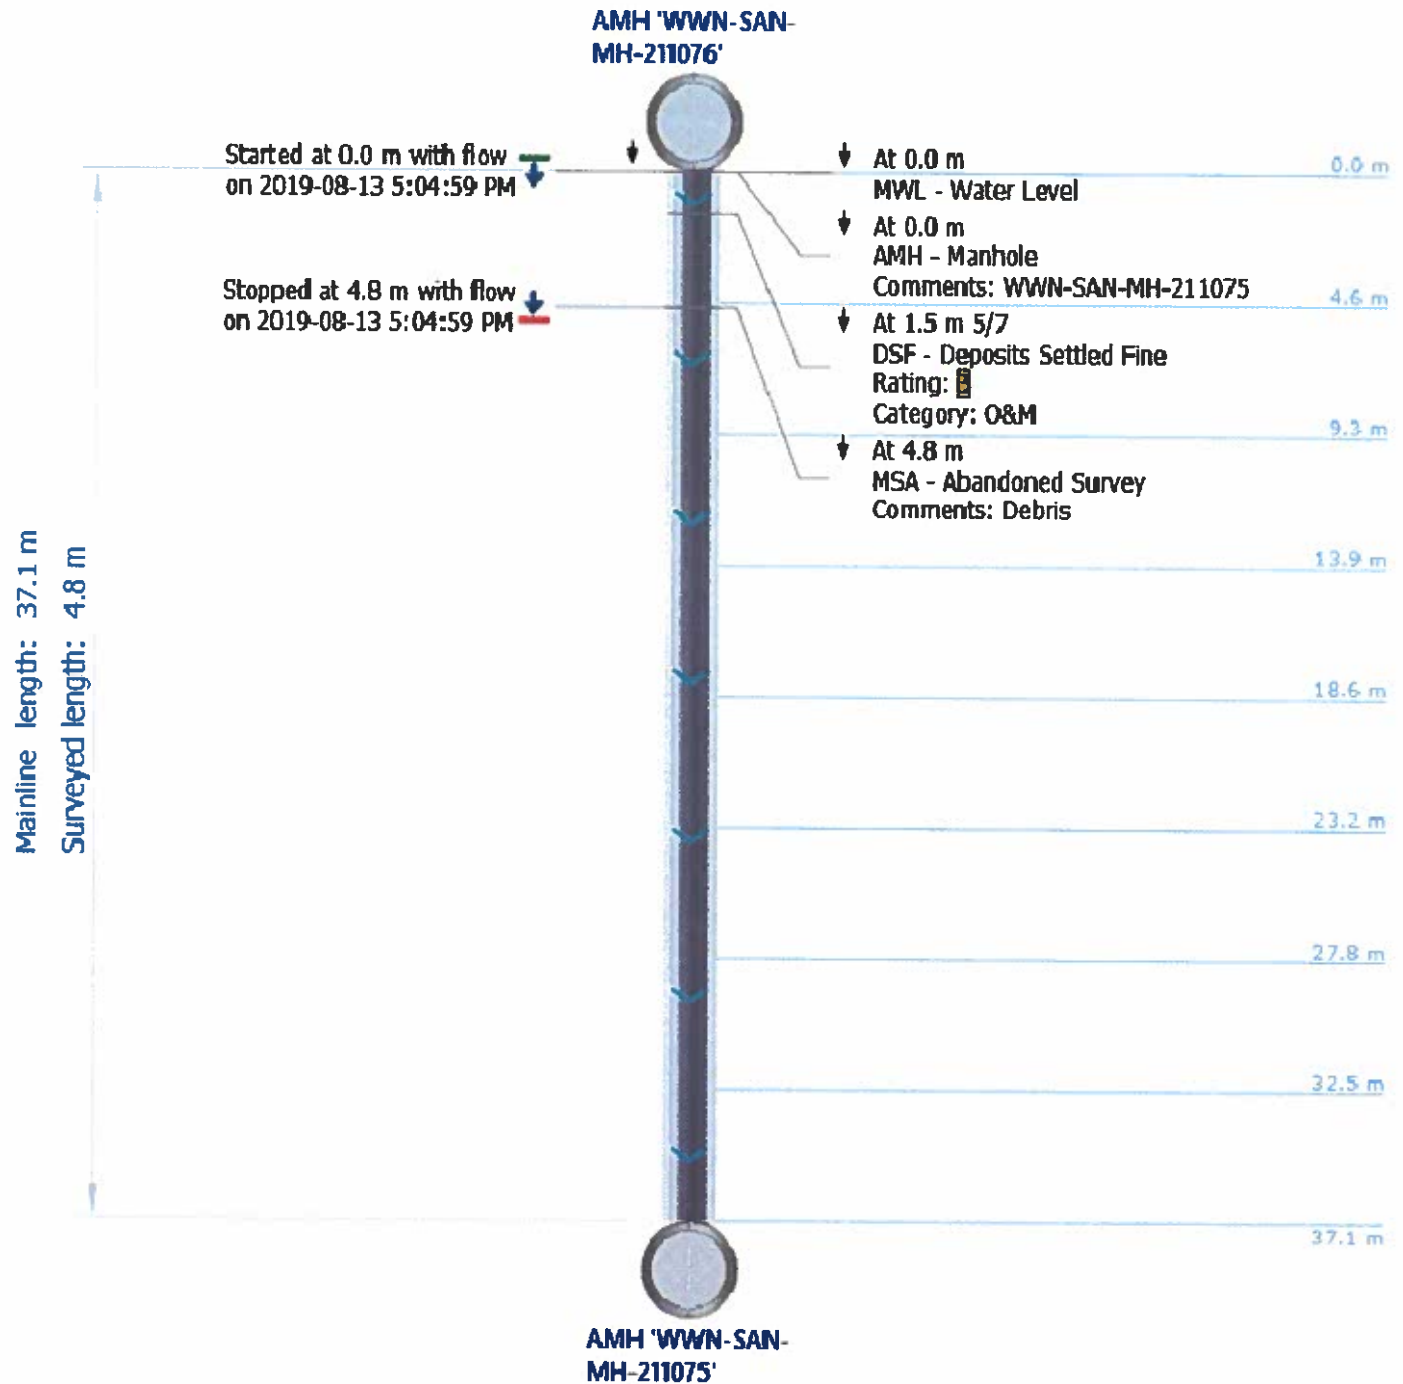 AMH 'WWN-SAN-
MH-211076'
Started at 0.0 m with flow
on 2019-08-13 5:04:59 PM
At 0.0 m
MWL - Water Level
0.0 m
At 0.0 m
AMH - Manhole
Comments: WWN-SAN-MH-211075
Stopped at 4.8 m with flow
on 2019-08-13 5:04:59 PM
4.6 m
At 1.5 m 5/7
DSF - Deposits Settled Fine
Rating:
Category: O&M
9.3 m
At 4.8 m
MSA - Abandoned Survey
Comments: Debris
13.9 m
Mainline length: 37.1 m
Surveyed length: 4.8 m
18.6 m
23.2 m
27.8 m
32.5 m
37.1 m
AMH 'WWN-SAN-
MH-211075'